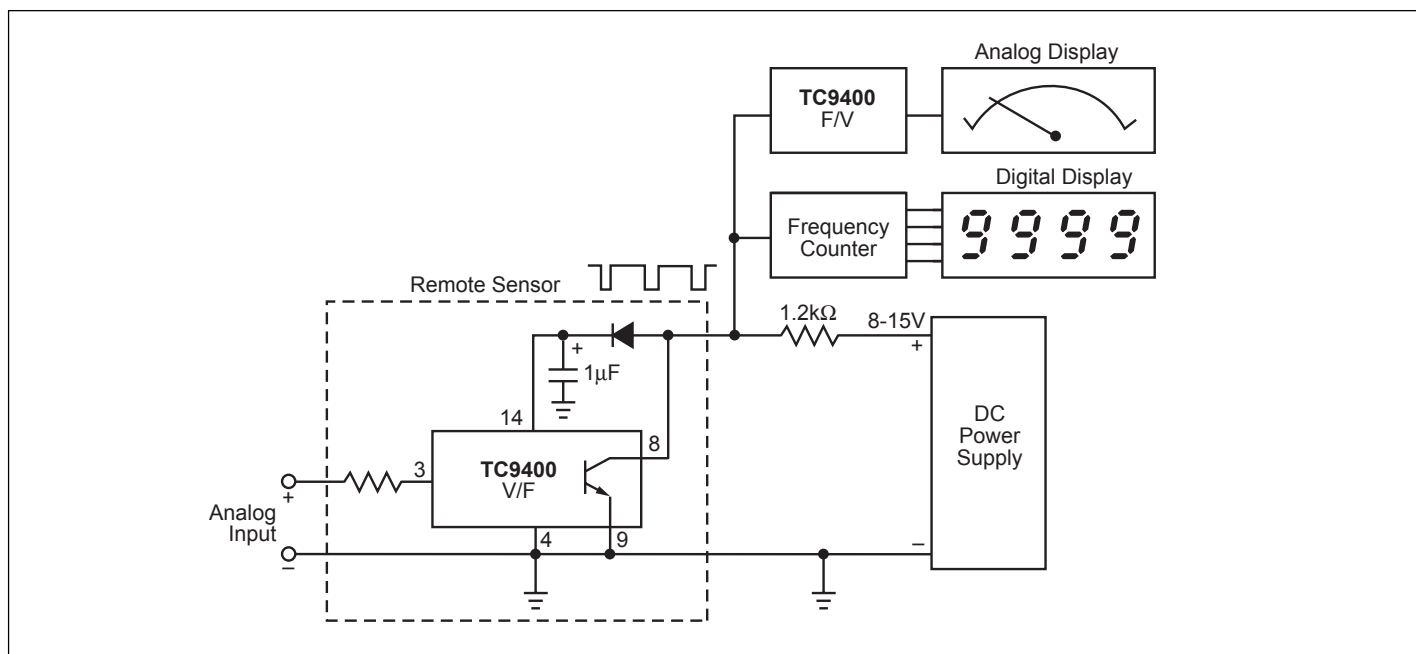 Analog Display
TC9400
F/V
Digital Display
Frequency
Counter
9999
Remote Sensor
1.2kΩ
8-15V
+
+
1μF
14
8
DC
Power
Supply
3
TC9400
V/F
+
Analog
Input
–
4
9
–